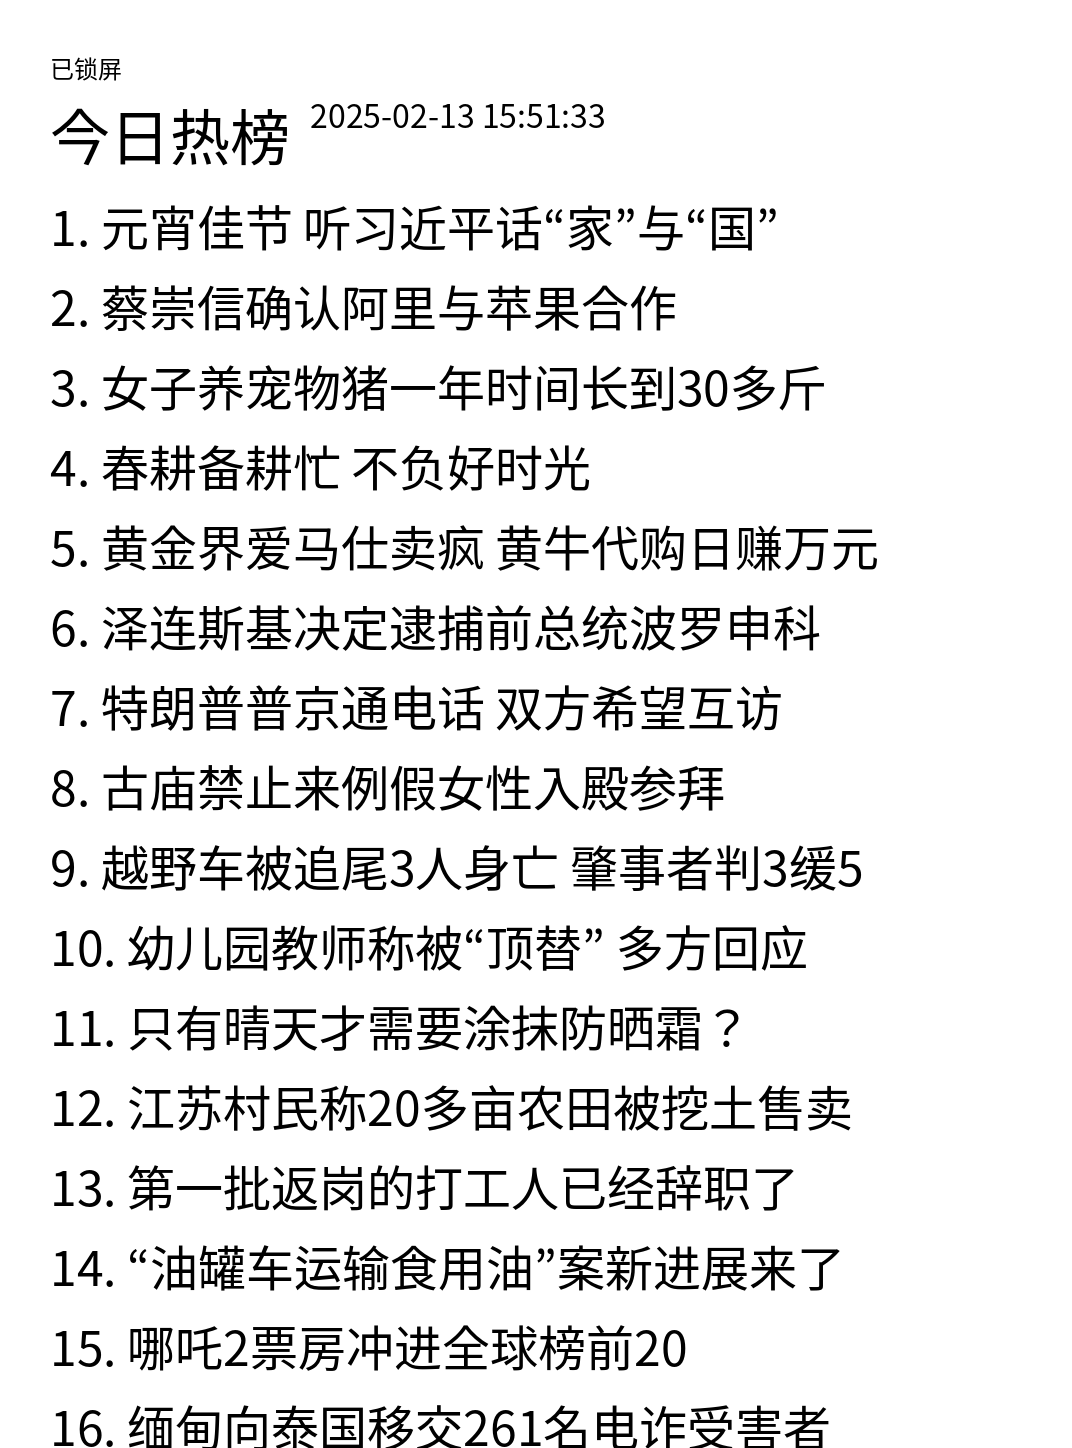 已锁屏
今日热榜 2025-02-13 15:51:33
1. 元宵佳节 听习近平话“家”与“国”
2. 蔡崇信确认阿里与苹果合作
3. 女子养宠物猪一年时间长到30多斤
4. 春耕备耕忙 不负好时光
5. 黄金界爱马仕卖疯 黄牛代购日赚万元
6. 泽连斯基决定逮捕前总统波罗申科
7. 特朗普普京通电话 双方希望互访
8. 古庙禁止来例假女性入殿参拜
9. 越野车被追尾3人身亡 肇事者判3缓5
10. 幼儿园教师称被“顶替” 多方回应
11. 只有晴天才需要涂抹防晒霜？
12. 江苏村民称20多亩农田被挖土售卖
13. 第一批返岗的打工人已经辞职了
14. “油罐车运输食用油”案新进展来了
15. 哪吒2票房冲进全球榜前20
16. 缅甸向泰国移交261名电诈受害者